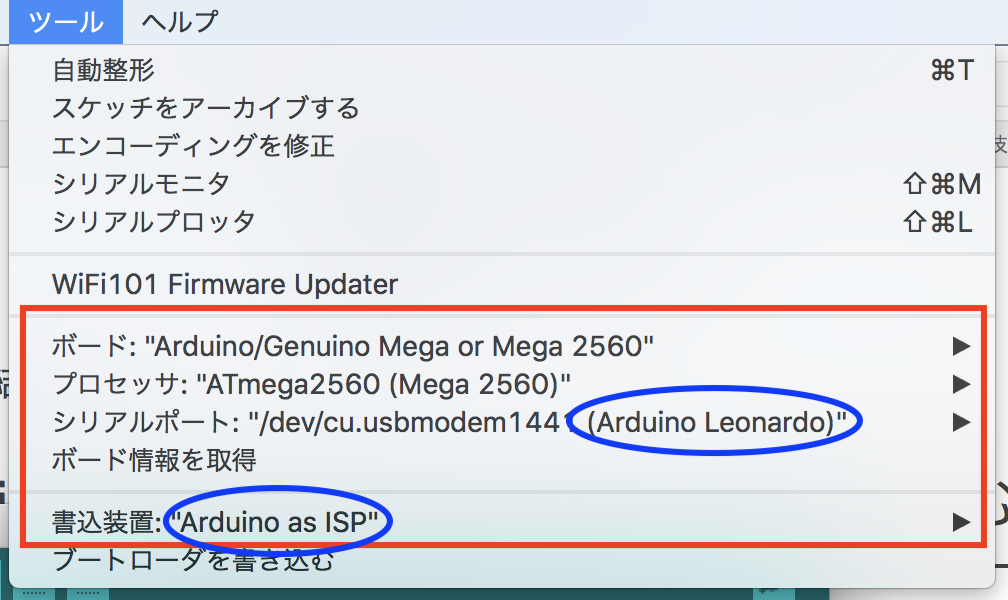 ツール ヘルプ
自動整形 ⌘T
スケッチをアーカイブする
エンコーディングを修正
シリアルモニタ ⇧⌘M
シリアルプロッタ ⇧⌘L
WiFi101 Firmware Updater
ボード: "Arduino/Genuino Mega or Mega 2560"
プロセッサ: "ATmega2560 (Mega 2560)"
シリアルポート: "/dev/cu.usbmodem1441 (Arduino Leonardo)"
ボード情報を取得
書込装置: "Arduino as ISP"
ブートローダを書き込む